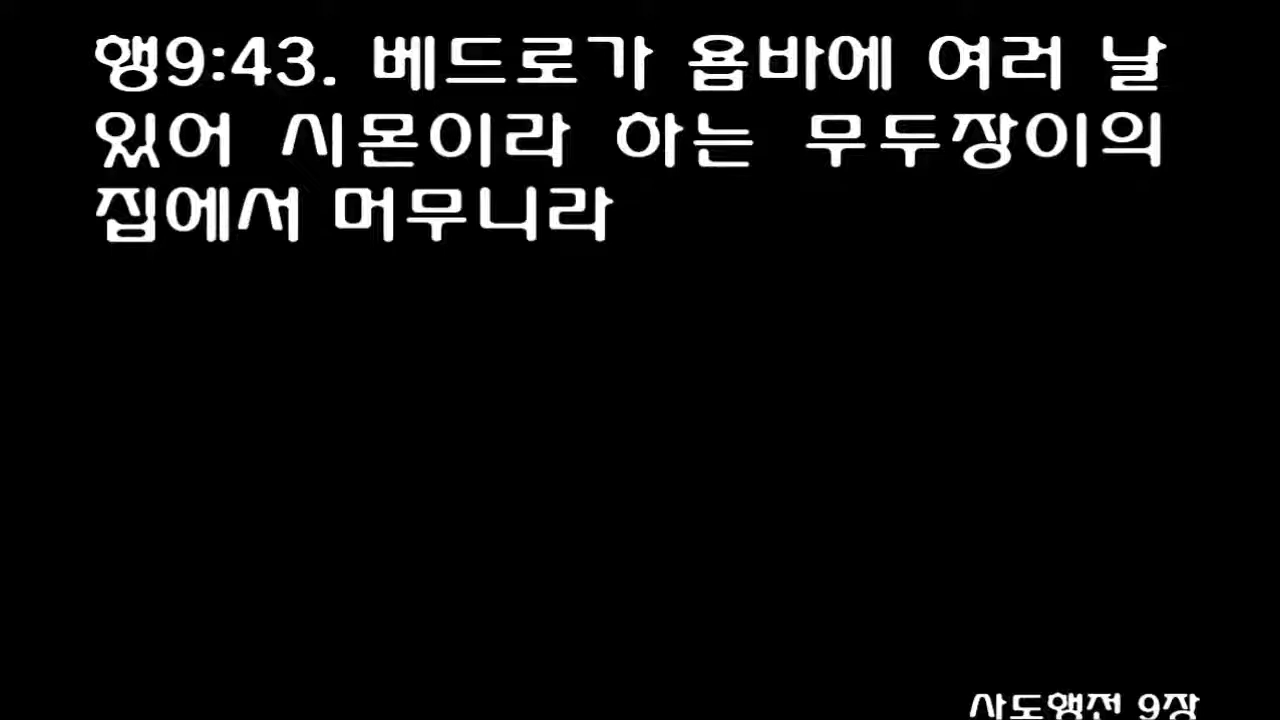 행9:43. 베드로가 욥바에 여러 날
있어 시몬이라 하는 무두장이의
집에서 머무니라
사도행전 9장